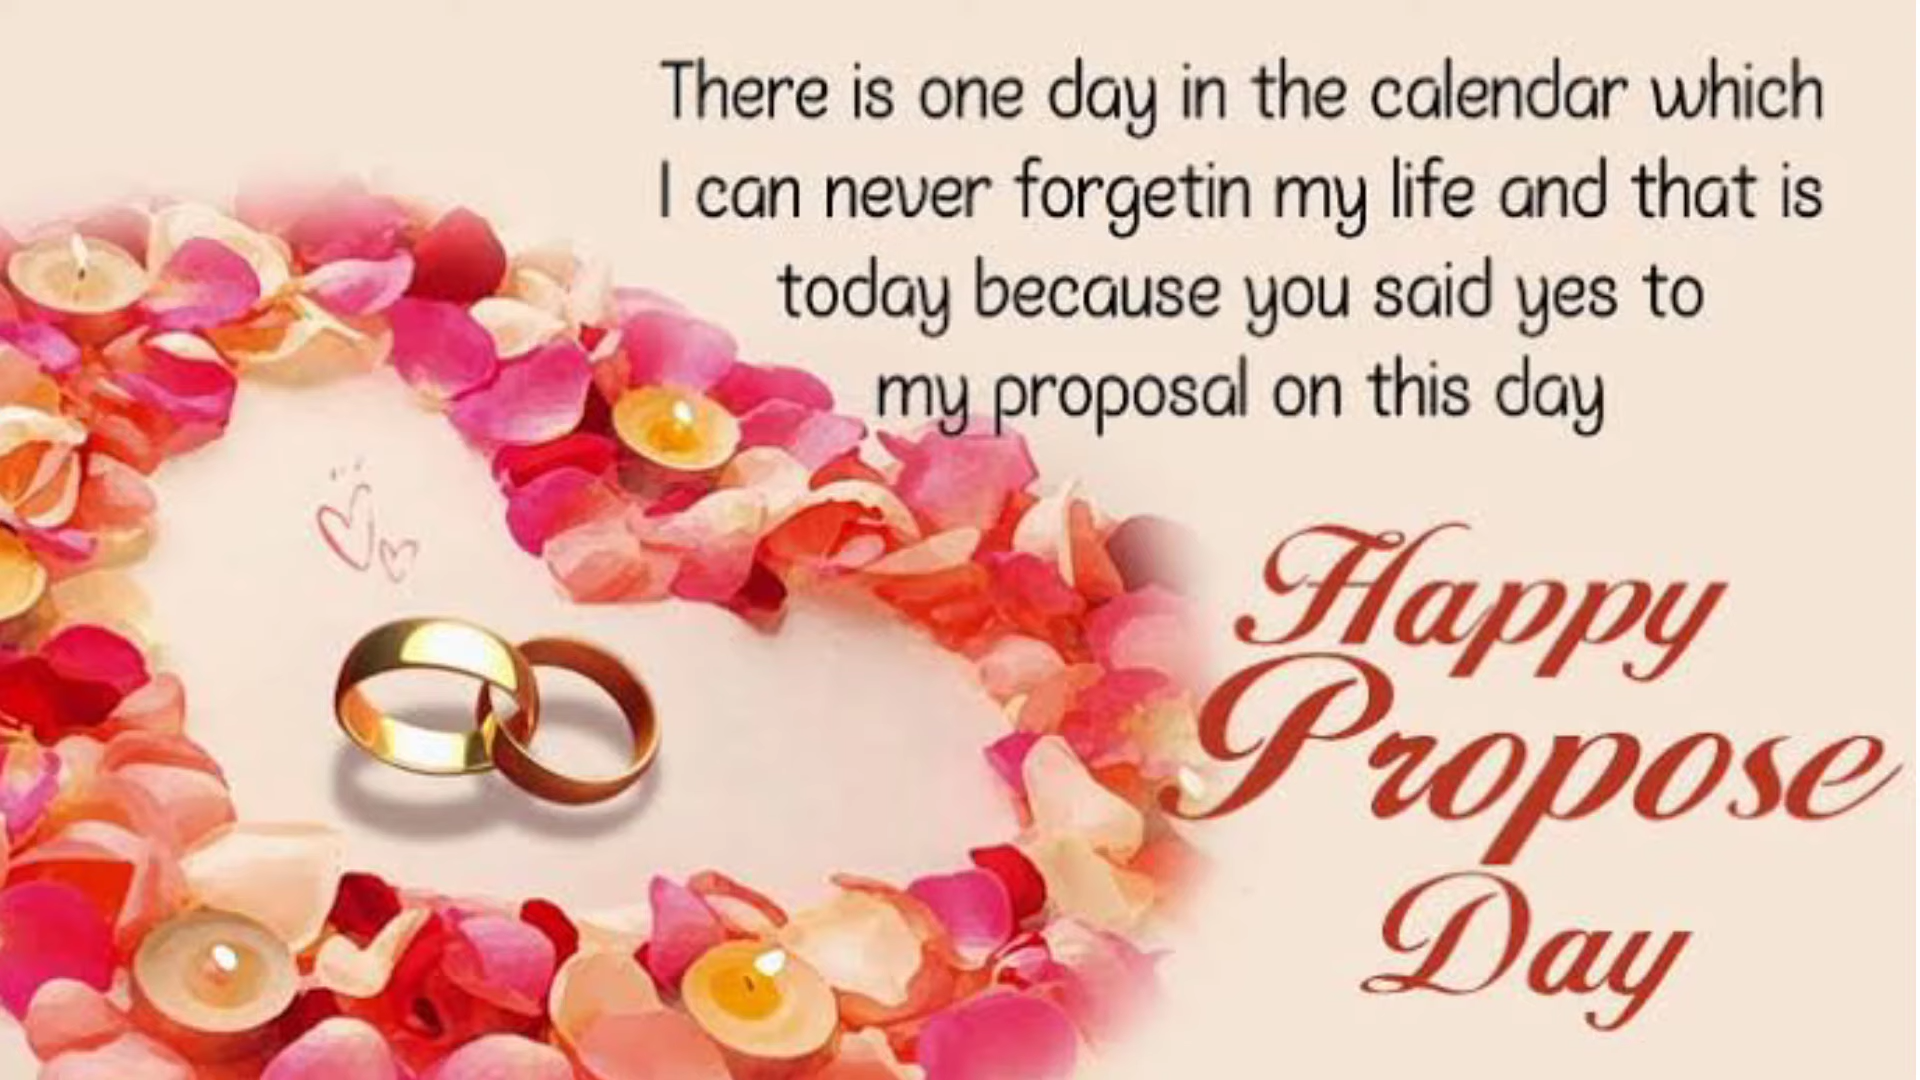 There is one day in the calendar which
I can never forgetin my life and that is
today because you said yes to
my proposal on this day
Happy
Propose
Day